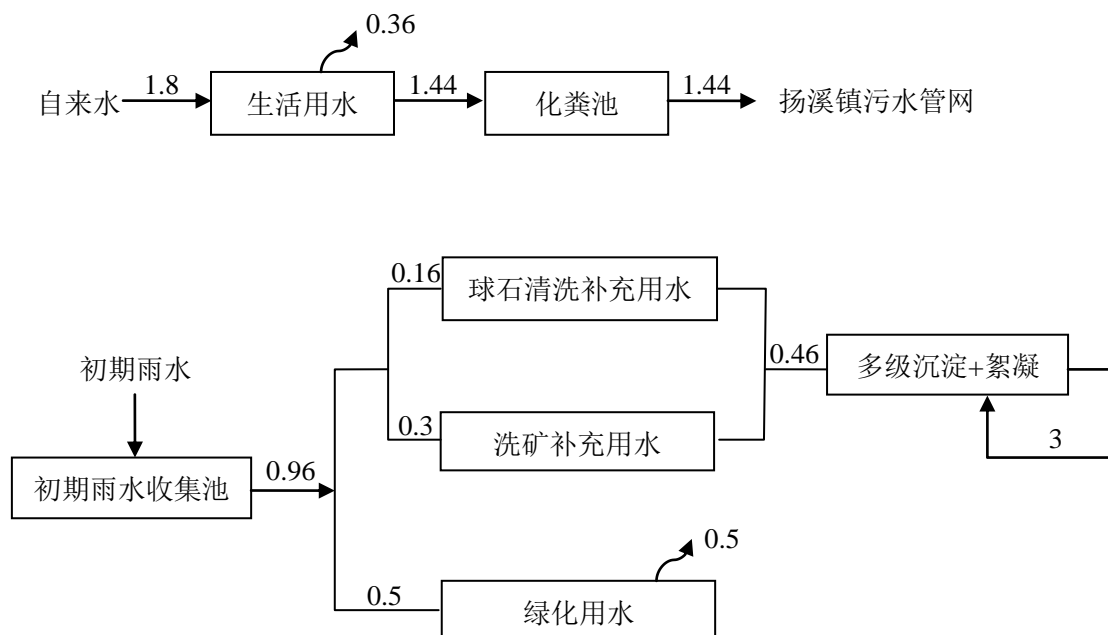 0.36
自来水
1.8
生活用水
1.44
化粪池
1.44
扬溪镇污水管网
0.16
球石清洗补充用水
初期雨水
0.46
多级沉淀+絮凝
0.3
洗矿补充用水
3
初期雨水收集池
0.96
0.5
0.5
绿化用水